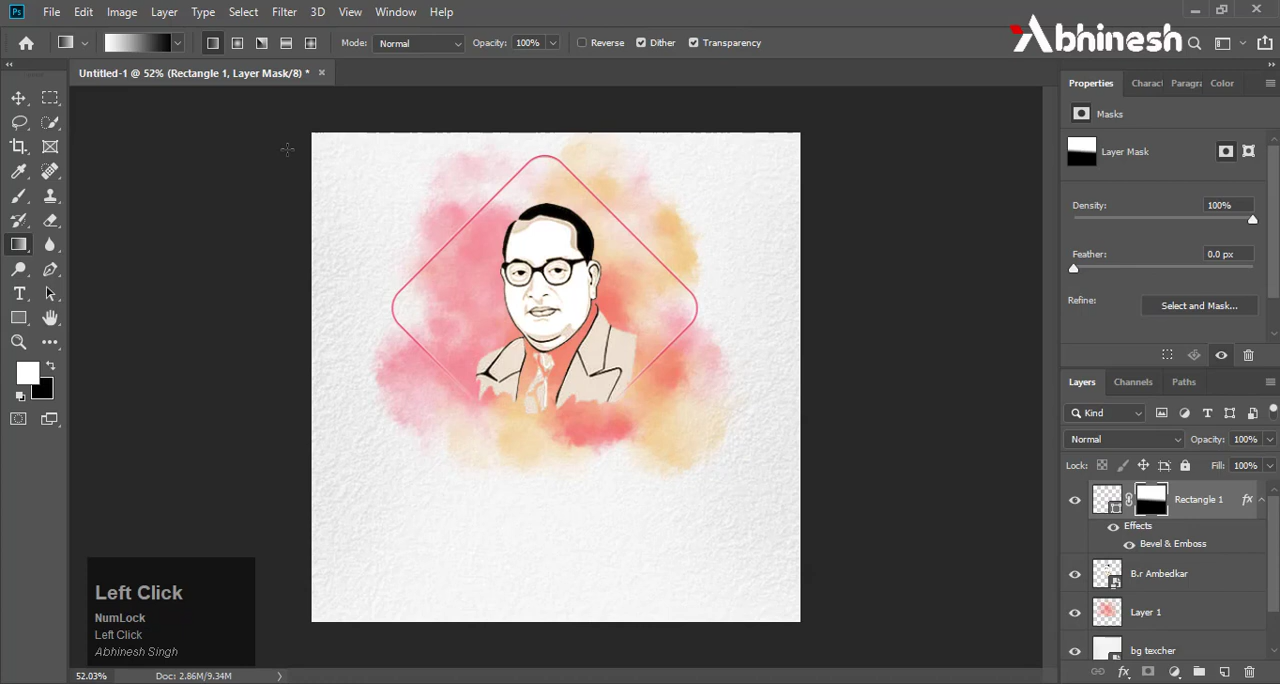 Ps File Edit Image Layer Type Select Filter 3D View Window Help
Mode: Normal Opacity: 100% Reverse Dither Transparency
Abhinesh
Untitled-1 @ 52% (Rectangle 1, Layer Mask/8) * ×
Properties Charac Paragra Color
Masks
Layer Mask
Density: 100%
Feather: 0.0 px
Refine: Select and Mask...
Layers Channels Paths
Kind
Normal Opacity: 100%
Lock: Fill: 100%
Rectangle 1 fx
Effects
Bevel & Emboss
B.r Ambedkar
Layer 1
bg texcher
Left Click
NumLock
Left Click
Abhinesh Singh
52.03% Doc: 2.86M/9.34M